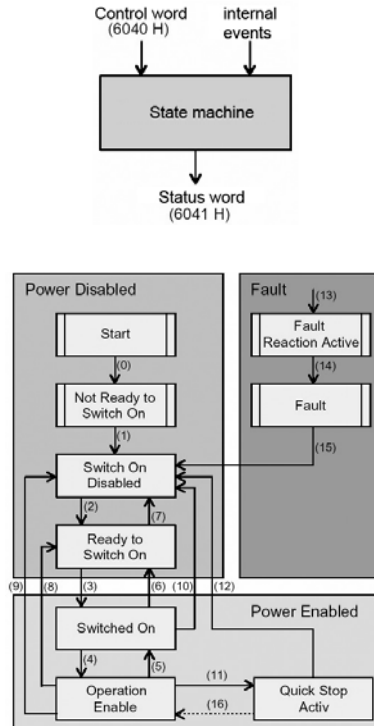 Control word
(6040 H)
internal
events
State machine
Status word
(6041 H)
Power Disabled
Fault
Start
(13)
Fault
Reaction Active
(0)
(14)
Not Ready to
Switch On
Fault
(1)
(15)
Switch On
Disabled
(2)
(7)
Ready to
Switch On
(9)
(8)
(3)
(6)
(10)
(12)
Power Enabled
Switched On
(4)
(5)
(11)
Operation
Enable
(16)
Quick Stop
Activ